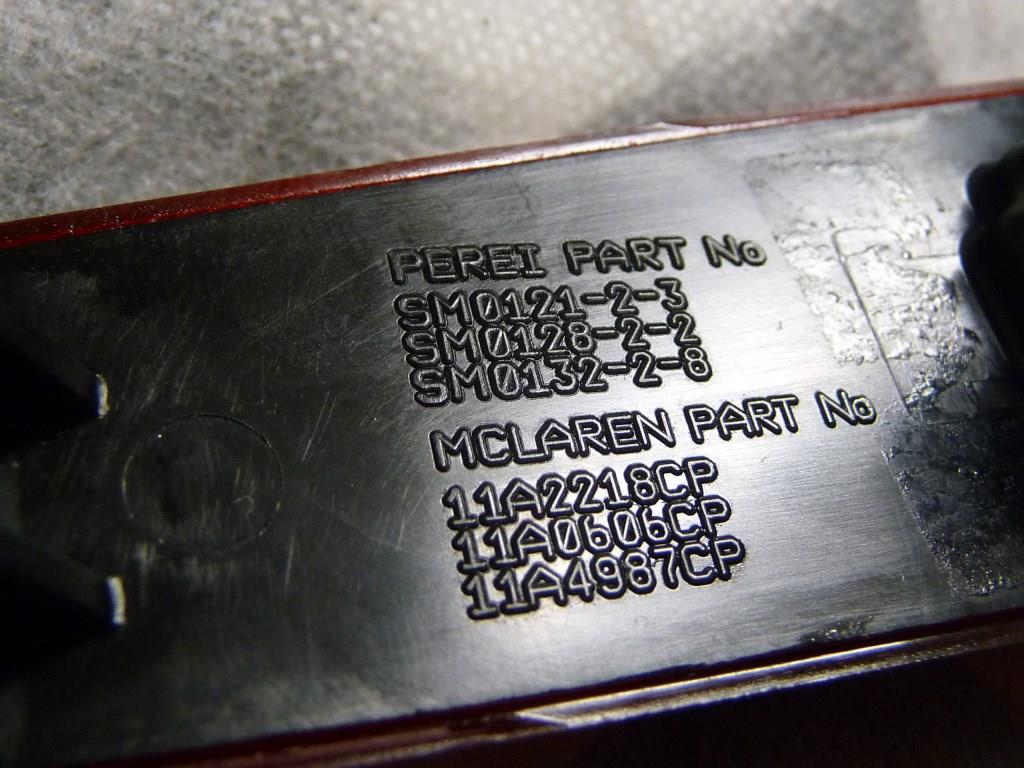 PEREI PART No
SM0121-2-3
SM0128-2-2
SM0132-2-8
MCLAREN PART No
11A2218CP
11A0606CP
11A4987CP